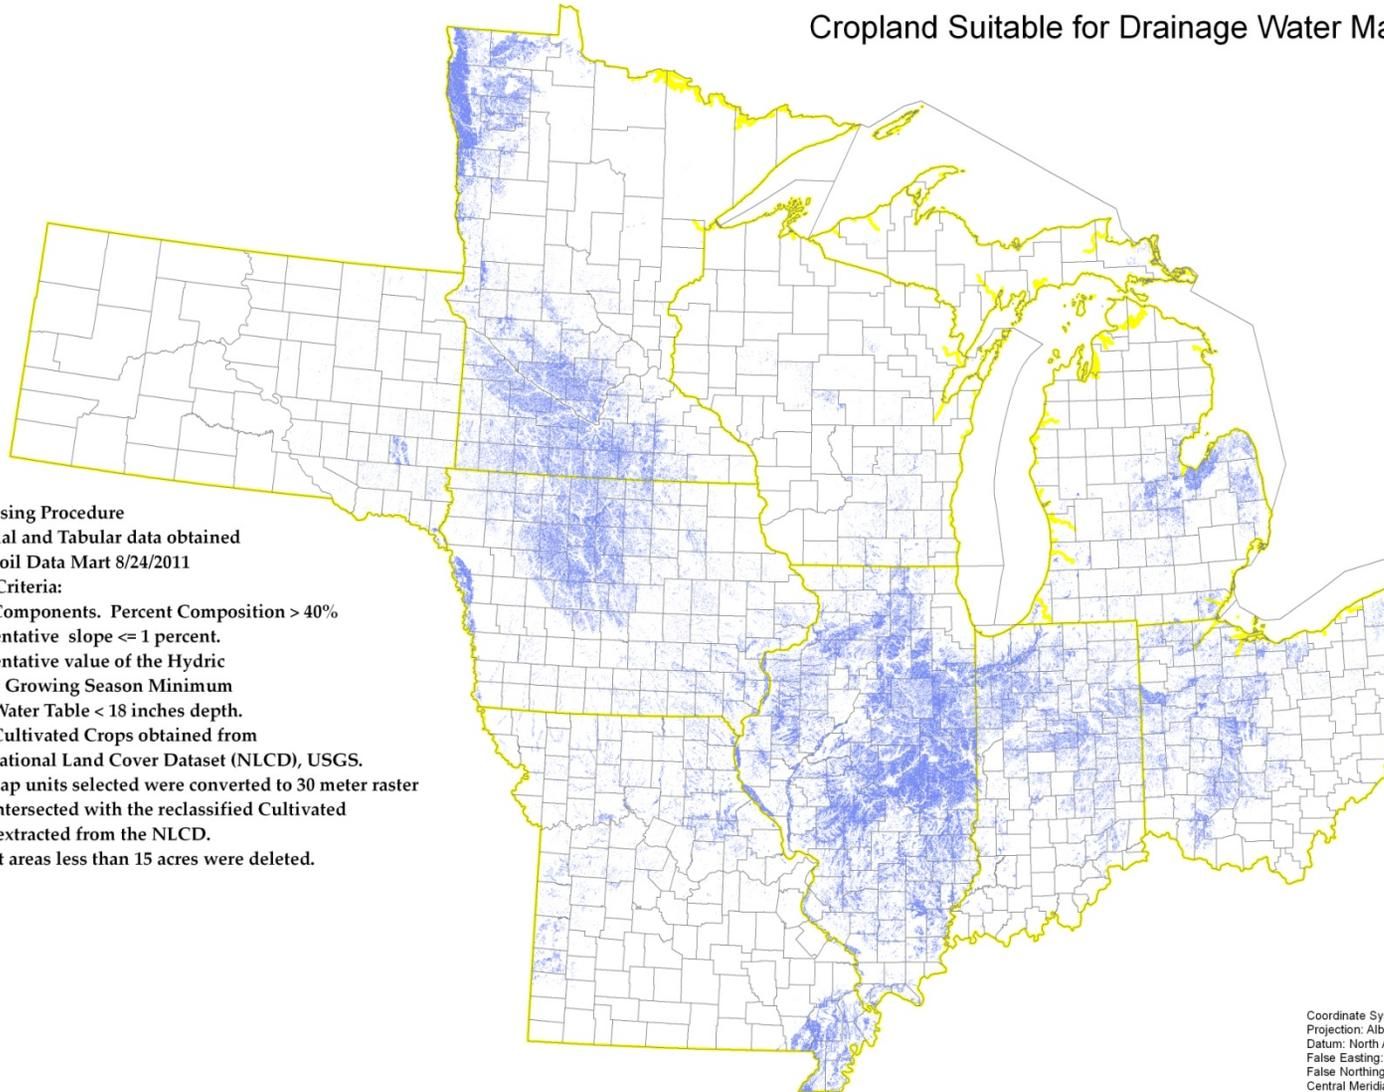 Cropland Suitable for Drainage Water Ma
sing Procedure
al and Tabular data obtained
oil Data Mart 8/24/2011
Criteria:
Components. Percent Composition > 40%
entative slope <= 1 percent.
entative value of the Hydric
Growing Season Minimum
Water Table < 18 inches depth.
Cultivated Crops obtained from
ational Land Cover Dataset (NLCD), USGS.
ap units selected were converted to 30 meter raster
ntersected with the reclassified Cultivated
extracted from the NLCD.
t areas less than 15 acres were deleted.
Coordinate Sy
Projection: Alb
Datum: North A
False Easting:
False Northing
Central Meridi